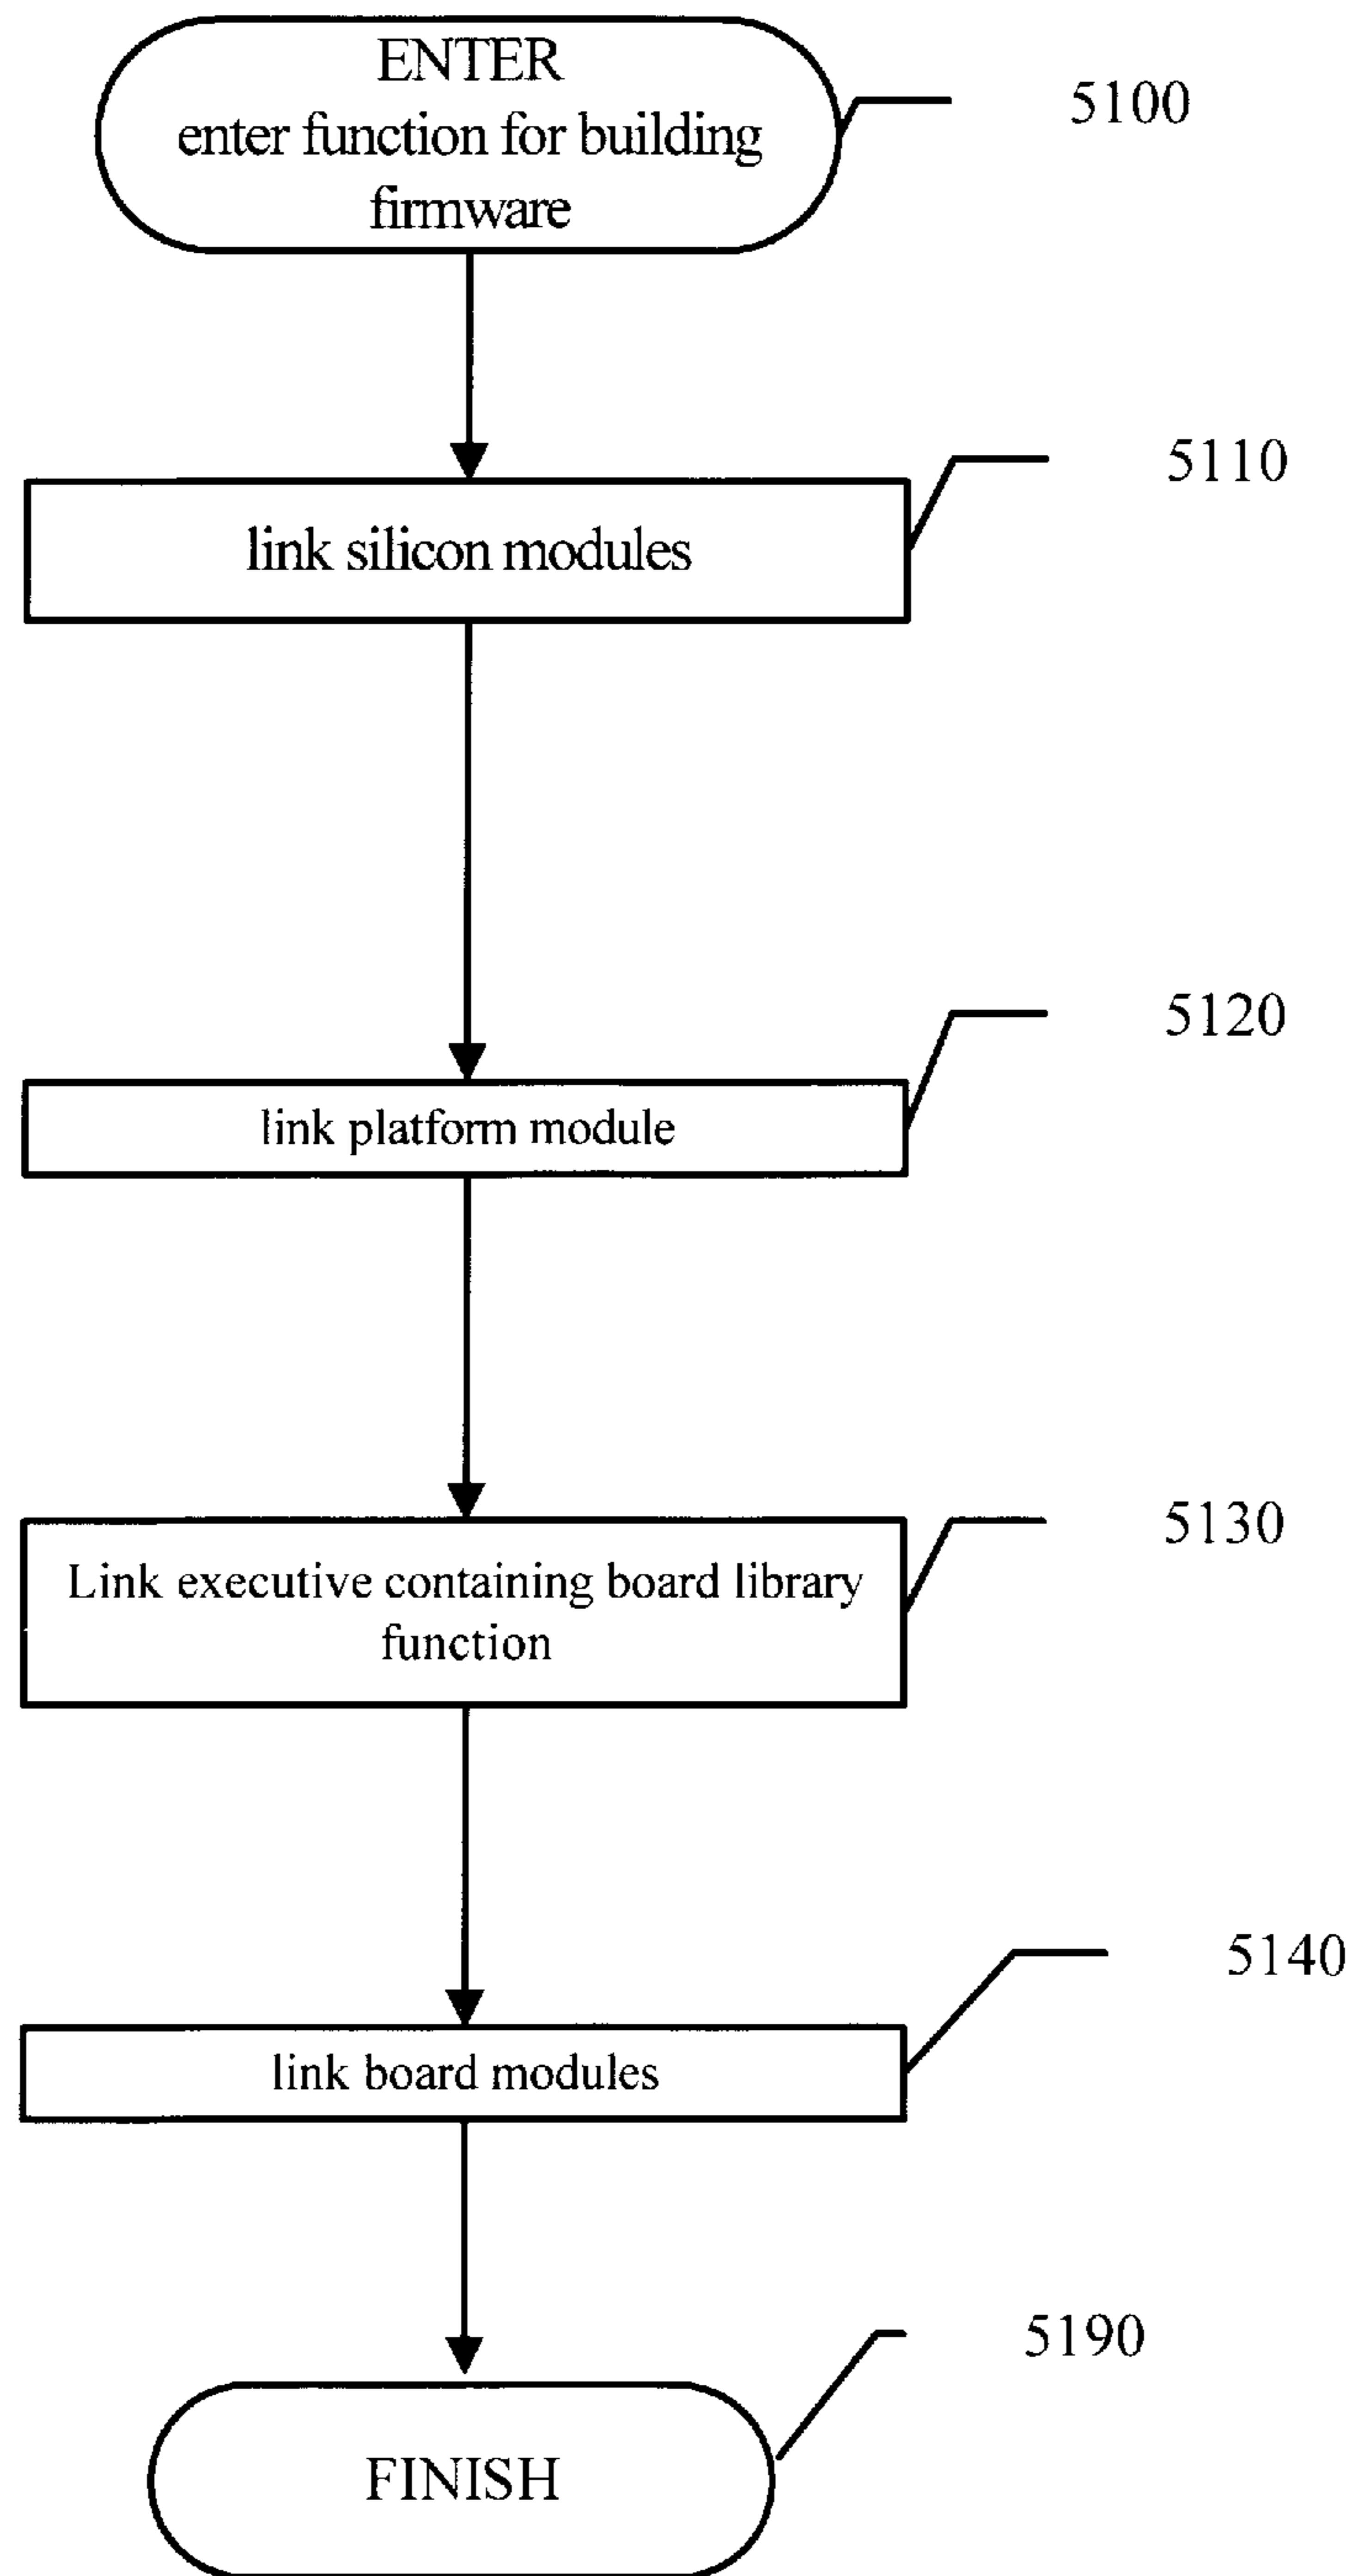 ENTER
enter function for building
firmware
5100
5110
link silicon modules
5120
link platform module
5130
Link executive containing board library
function
5140
link board modules
5190
FINISH